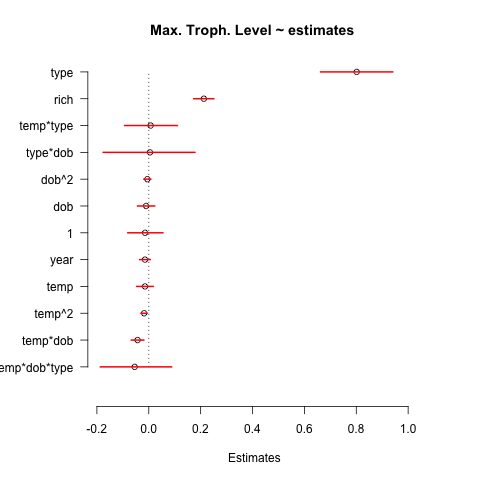 Max. Troph. Level ~ estimates
type
rich
temp*type
type*dob
dob^2
dob
1
year
temp
temp^2
temp*dob
emp*dob*type
-0.2 0.0 0.2 0.4 0.6 0.8 1.0
Estimates